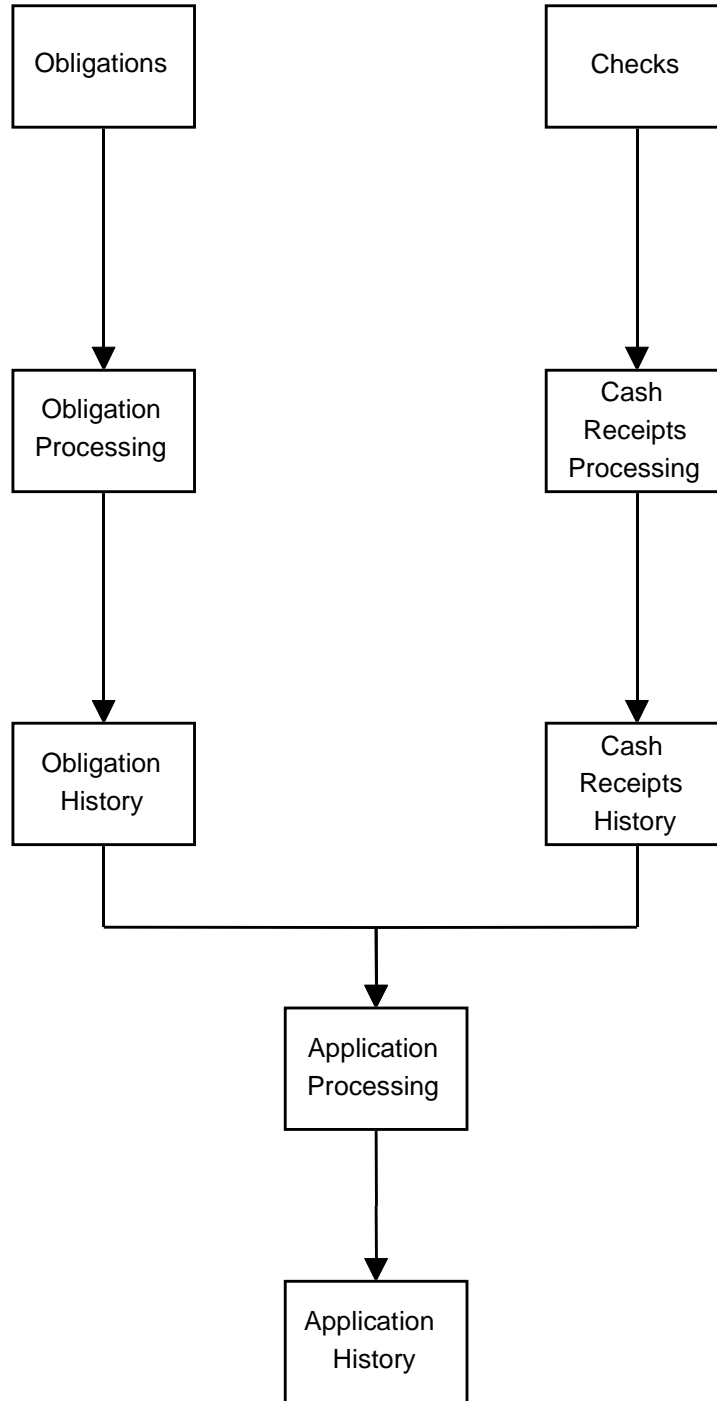 Obligations
Checks
Obligation
Processing
Cash
Receipts
Processing
Obligation
History
Cash
Receipts
History
Application
Processing
Application
History